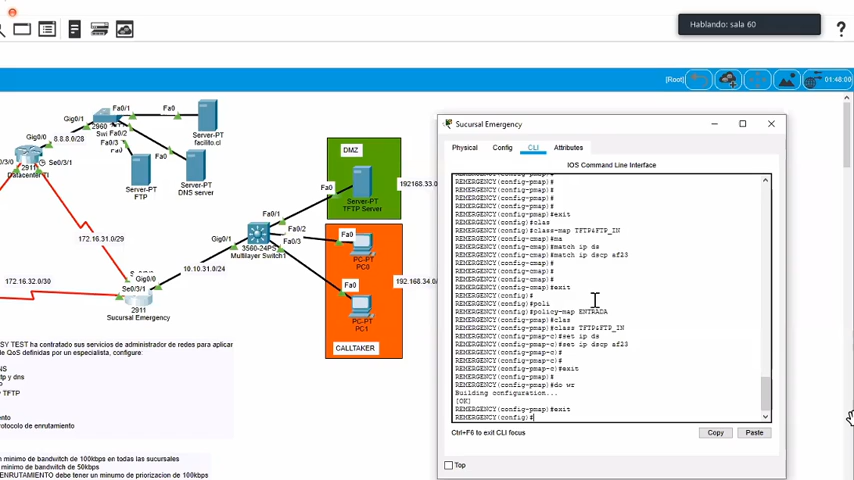 Hablando: sala 60
?
[Root]
01:48:00
Gig0/1
Fa0/1
Fa0
8.8.8.0/28
Gig0/0
2960
Fa0/2
Fa0/3
Fa0
Fa0
Server-PT
facilito.cl
2911
Datacenter TI
Se0/3/1
Server-PT
FTP
Server-PT
DNS server
172.16.31.0/29
172.16.32.0/30
Se0/3/1
2911
Sucursal Emergency
10.10.31.0/24
Gig0/1
Fa0/1
Fa0/2
Fa0/3
3560-24PS
Multilayer Switch1
DMZ
Fa0
Server-PT
TFTP Server
192168.33.0
Fa0
PC-PT
PC0
192.168.34.0
Fa0
PC-PT
PC1
CALLTAKER
SY TEST ha contratado sus servicios de administrador de redes para aplicar
de QoS definidas por un especialista, configure:
tp y dns
TFTP
ento
otocolo de enrutamiento
un minimo de bandwitch de 100kbps en todas las sucursales
minimo de bandwitch de 50kbps
ENRUTAMIENTO debe tener un minumo de priorizacion de 100kbps
Sucursal Emergency
Physical
Config
CLI
Attributes
IOS Command Line Interface
REMERGENCY(config-pmap)#
REMERGENCY(config-pmap)#
REMERGENCY(config-pmap)#
REMERGENCY(config-pmap)#
REMERGENCY(config-pmap)#
REMERGENCY(config-pmap)#exit
REMERGENCY(config)#clas
REMERGENCY(config)#class-map TFTP&FTP_IN
REMERGENCY(config-cmap)#ma
REMERGENCY(config-cmap)#match ip ds
REMERGENCY(config-cmap)#match ip dscp af23
REMERGENCY(config-cmap)#
REMERGENCY(config-cmap)#
REMERGENCY(config-cmap)#
REMERGENCY(config-cmap)#exit
REMERGENCY(config)#
REMERGENCY(config)#poli
REMERGENCY(config)#policy-map ENTRADA
REMERGENCY(config-pmap)#clas
REMERGENCY(config-pmap)#class TFTP&FTP_IN
REMERGENCY(config-pmap-c)#set ip ds
REMERGENCY(config-pmap-c)#set ip dscp af23
REMERGENCY(config-pmap-c)#
REMERGENCY(config-pmap-c)#
REMERGENCY(config-pmap-c)#exit
REMERGENCY(config-pmap)#
REMERGENCY(config-pmap)#do wr
Building configuration...
[OK]
REMERGENCY(config-pmap)#exit
REMERGENCY(config)#
Ctrl+F6 to exit CLI focus
Copy
Paste
Top